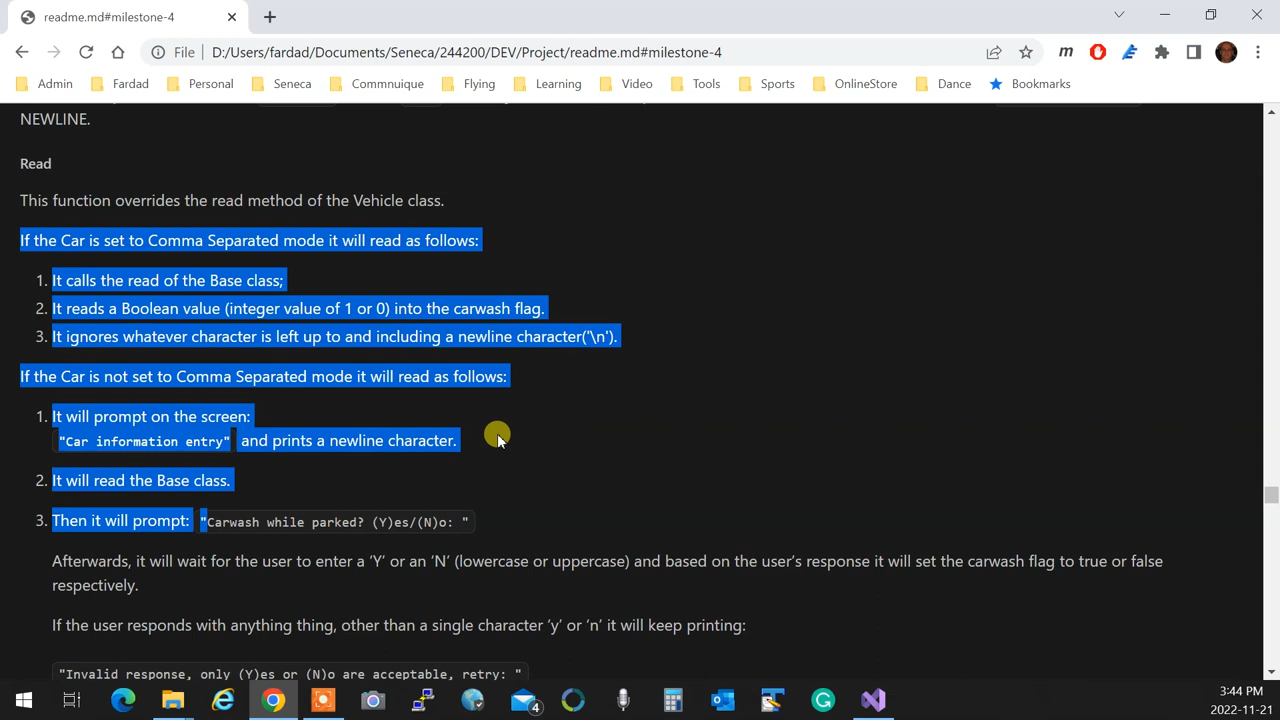 readme.md#milestone-4
File
D:/Users/fardad/Documents/Seneca/244200/DEV/Project/readme.md#milestone-4
m
Admin
Fardad
Personal
Seneca
Commnuique
Flying
Learning
Video
Tools
Sports
OnlineStore
Dance
Bookmarks
NEWLINE.
Read
This function overrides the read method of the Vehicle class.
If the Car is set to Comma Separated mode it will read as follows:
1. It calls the read of the Base class;
2. It reads a Boolean value (integer value of 1 or 0) into the carwash flag.
3. It ignores whatever character is left up to and including a newline character('\n').
If the Car is not set to Comma Separated mode it will read as follows:
1. It will prompt on the screen:
"Car information entry" and prints a newline character.
2. It will read the Base class.
3. Then it will prompt: "Carwash while parked? (Y)es/(N)o: "
Afterwards, it will wait for the user to enter a ‘Y’ or an ‘N’ (lowercase or uppercase) and based on the user’s response it will set the carwash flag to true or false
respectively.
If the user responds with anything thing, other than a single character ‘y’ or ‘n’ it will keep printing:
"Invalid response, only (Y)es or (N)o are acceptable, retry: "
4
3:44 PM
2022-11-21